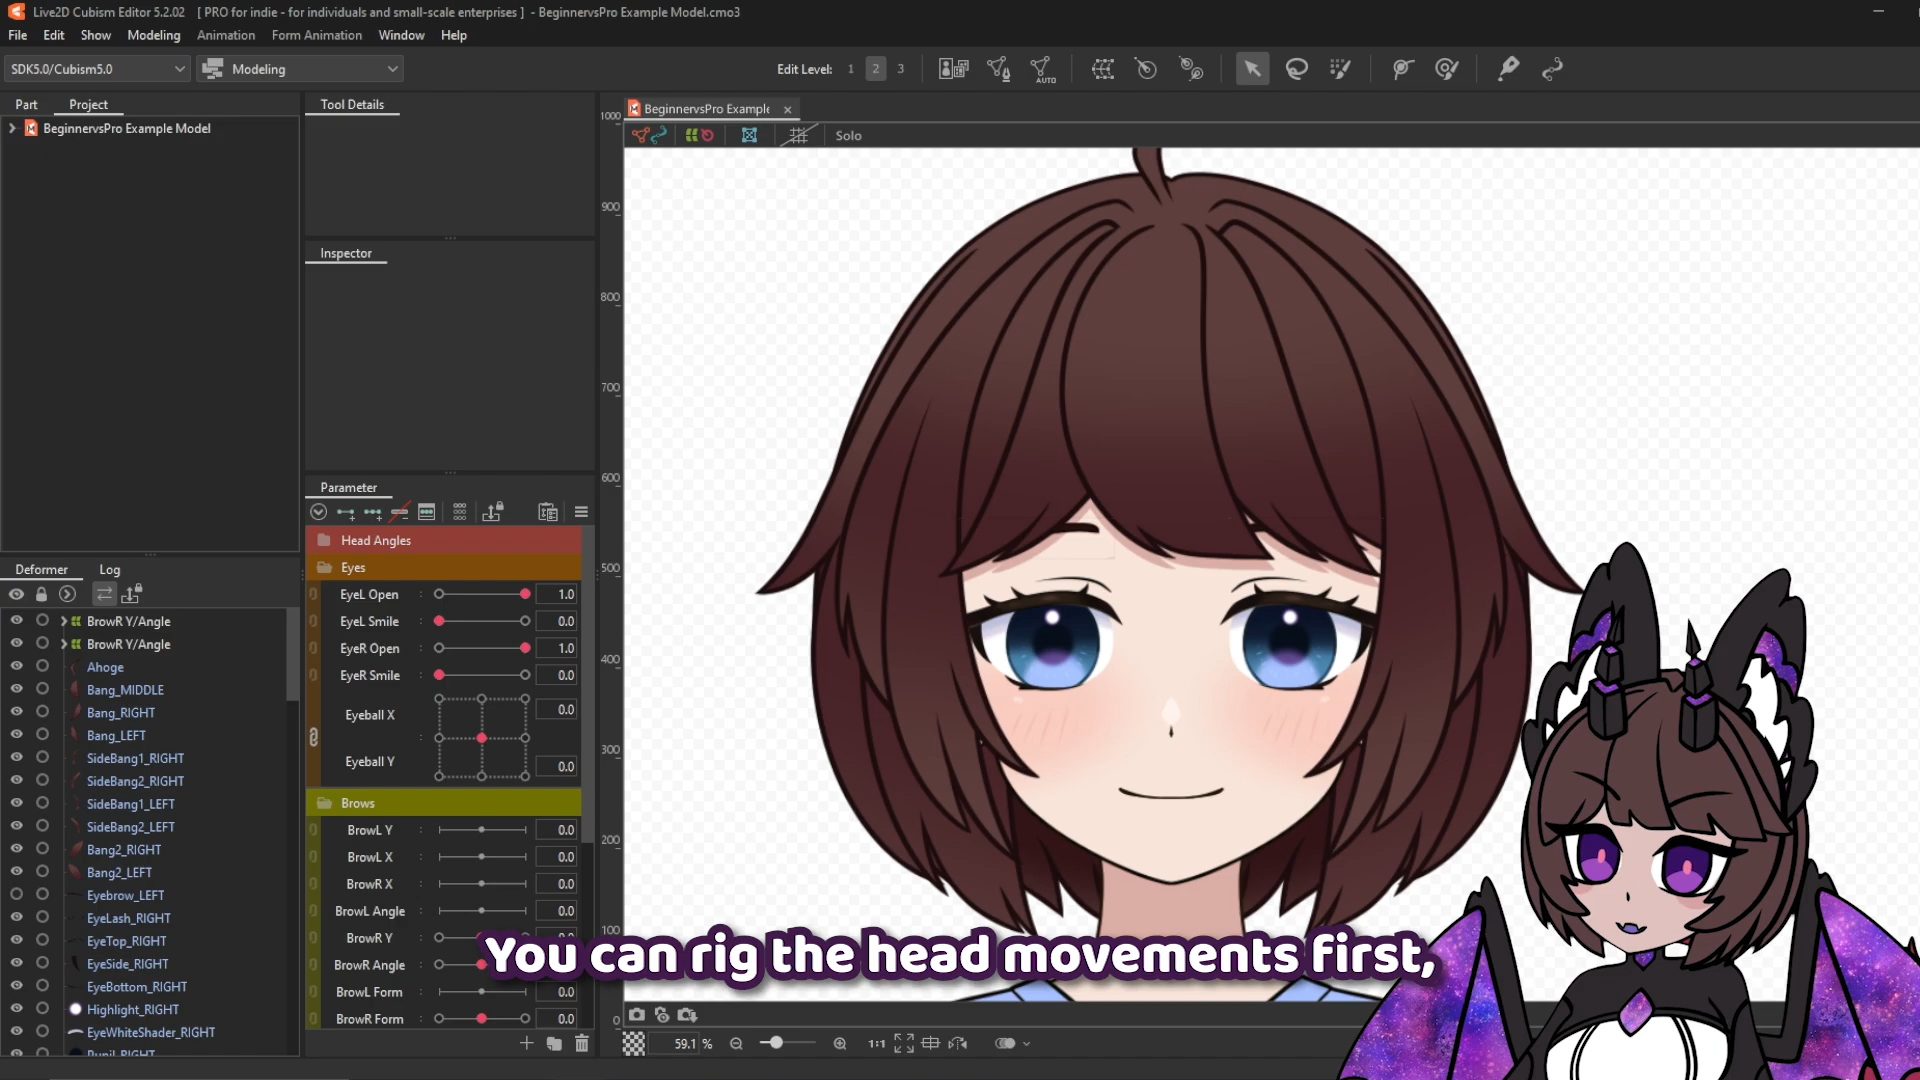 Live2D Cubism Editor 5.2.02 [ PRO for indie - for individuals and small-scale enterprises ] - BeginnervsPro Example Model.cmo3
File Edit Show Modeling Animation Form Animation Window Help
SDK5.0/Cubism5.0 Modeling Edit Level: 1 2 3 AUTO
Part Project
BeginnervsPro Example Model
Tool Details
Inspector
BeginnervsPro Example
Solo
1000
900
800
700
600
500
400
300
200
100
0
Parameter
Head Angles
Eyes
EyeL Open : 1.0
EyeL Smile : 0.0
EyeR Open : 1.0
EyeR Smile : 0.0
Eyeball X 0.0
:
Eyeball Y 0.0
Brows
BrowL Y : 0.0
BrowL X : 0.0
BrowR X : 0.0
BrowL Angle : 0.0
BrowR Y : 0.0
BrowR Angle : 0.0
BrowL Form : 0.0
BrowR Form : 0.0
Deformer Log
BrowR Y/Angle
BrowR Y/Angle
Ahoge
Bang_MIDDLE
Bang_RIGHT
Bang_LEFT
SideBang1_RIGHT
SideBang2_RIGHT
SideBang1_LEFT
SideBang2_LEFT
Bang2_RIGHT
Bang2_LEFT
Eyebrow_LEFT
EyeLash_RIGHT
EyeTop_RIGHT
EyeSide_RIGHT
EyeBottom_RIGHT
Highlight_RIGHT
EyeWhiteShader_RIGHT
Pupil_RIGHT
You can rig the head movements first,
59.1 % 1:1